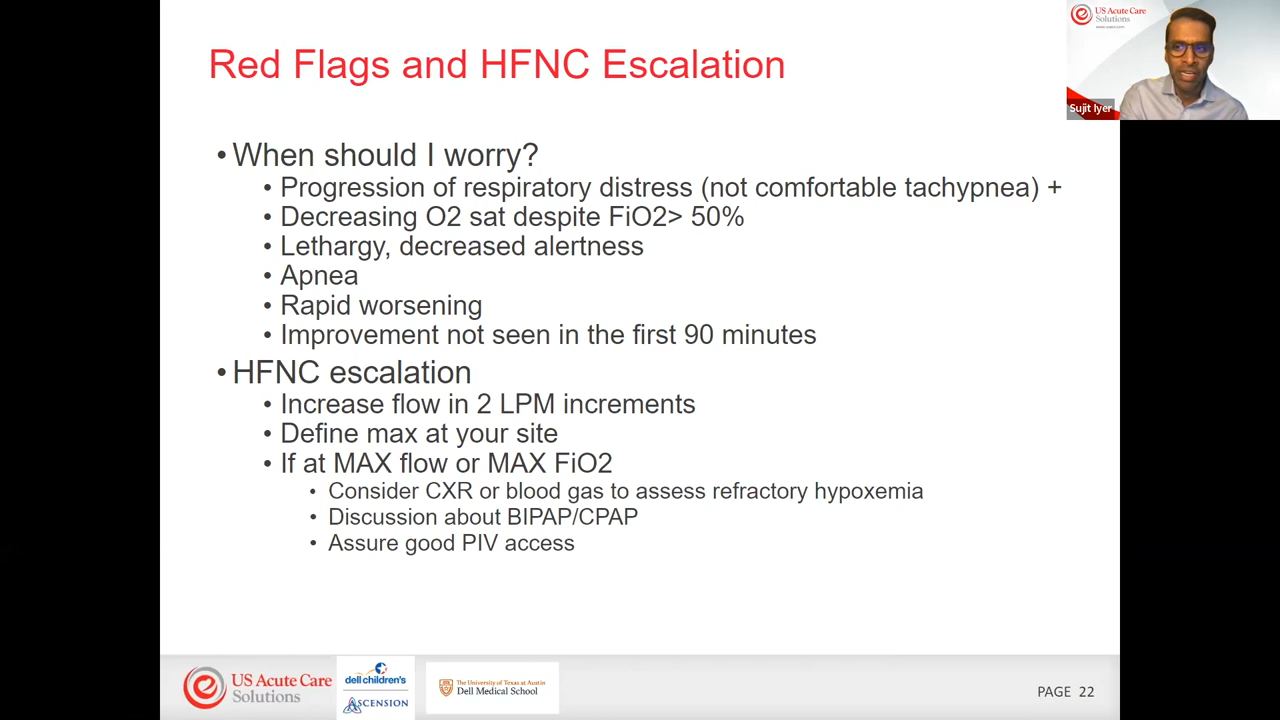 Red Flags and HFNC Escalation
US Acute Care
Solutions
Sujit Iyer
• When should I worry?
• Progression of respiratory distress (not comfortable tachypnea) +
• Decreasing O2 sat despite FiO2> 50%
• Lethargy, decreased alertness
• Apnea
• Rapid worsening
• Improvement not seen in the first 90 minutes
• HFNC escalation
• Increase flow in 2 LPM increments
• Define max at your site
• If at MAX flow or MAX FiO2
• Consider CXR or blood gas to assess refractory hypoxemia
• Discussion about BIPAP/CPAP
• Assure good PIV access
US Acute Care
Solutions
dell children's
ASCENSION
The University of Texas at Austin
Dell Medical School
PAGE 22